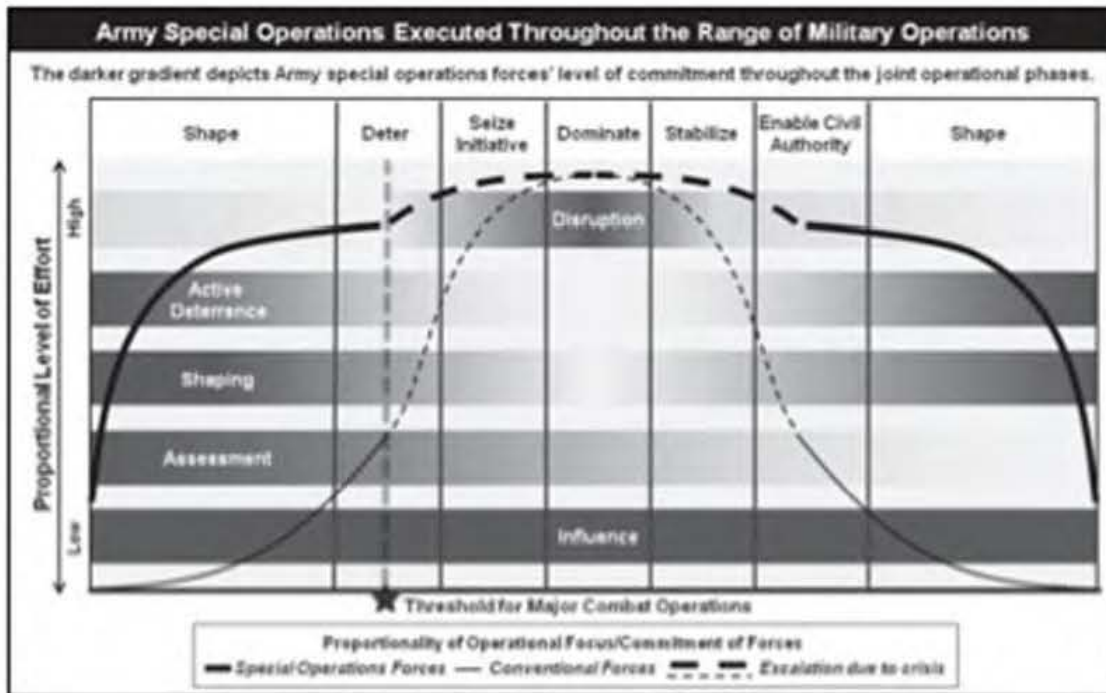 Army Special Operations Executed Throughout the Range of Military Operations
The darker gradient depicts Army special operations forces' level of commitment throughout the joint operational phases.
Shape
Deter
Seize
Initiative
Dominate
Stabilize
Enable Civil
Authority
Shape
Proportional Level of Effort
High
Low
Disruption
Active
Deterrence
Shaping
Assessment
Influence
Threshold for Major Combat Operations
Proportionality of Operational Focus/Commitment of Forces
Special Operations Forces
Conventional Forces
Escalation due to crisis